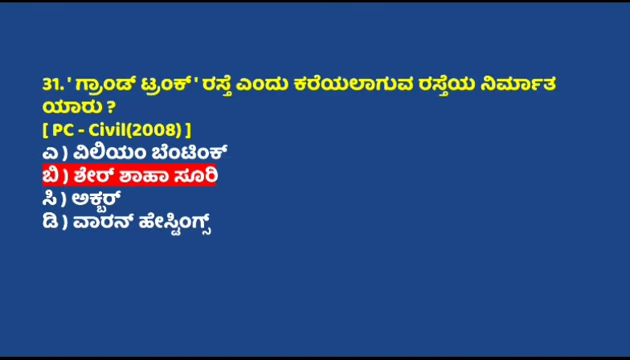 31. ' ಗ್ರಾಂಡ್ ಟ್ರಂಕ್ ' ರಸ್ತೆ ಎಂದು ಕರೆಯಲಾಗುವ ರಸ್ತೆಯ ನಿರ್ಮಾತ
ಯಾರು ?
[ PC - Civil(2008) ]
ಎ ) ವಿಲಿಯಂ ಬೆಂಟಿಂಕ್
ಬಿ ) ಶೇರ್ ಶಾಹಾ ಸೂರಿ
ಸಿ ) ಅಕ್ಬರ್
ಡಿ ) ವಾರನ್ ಹೇಸ್ಟಿಂಗ್ಸ್